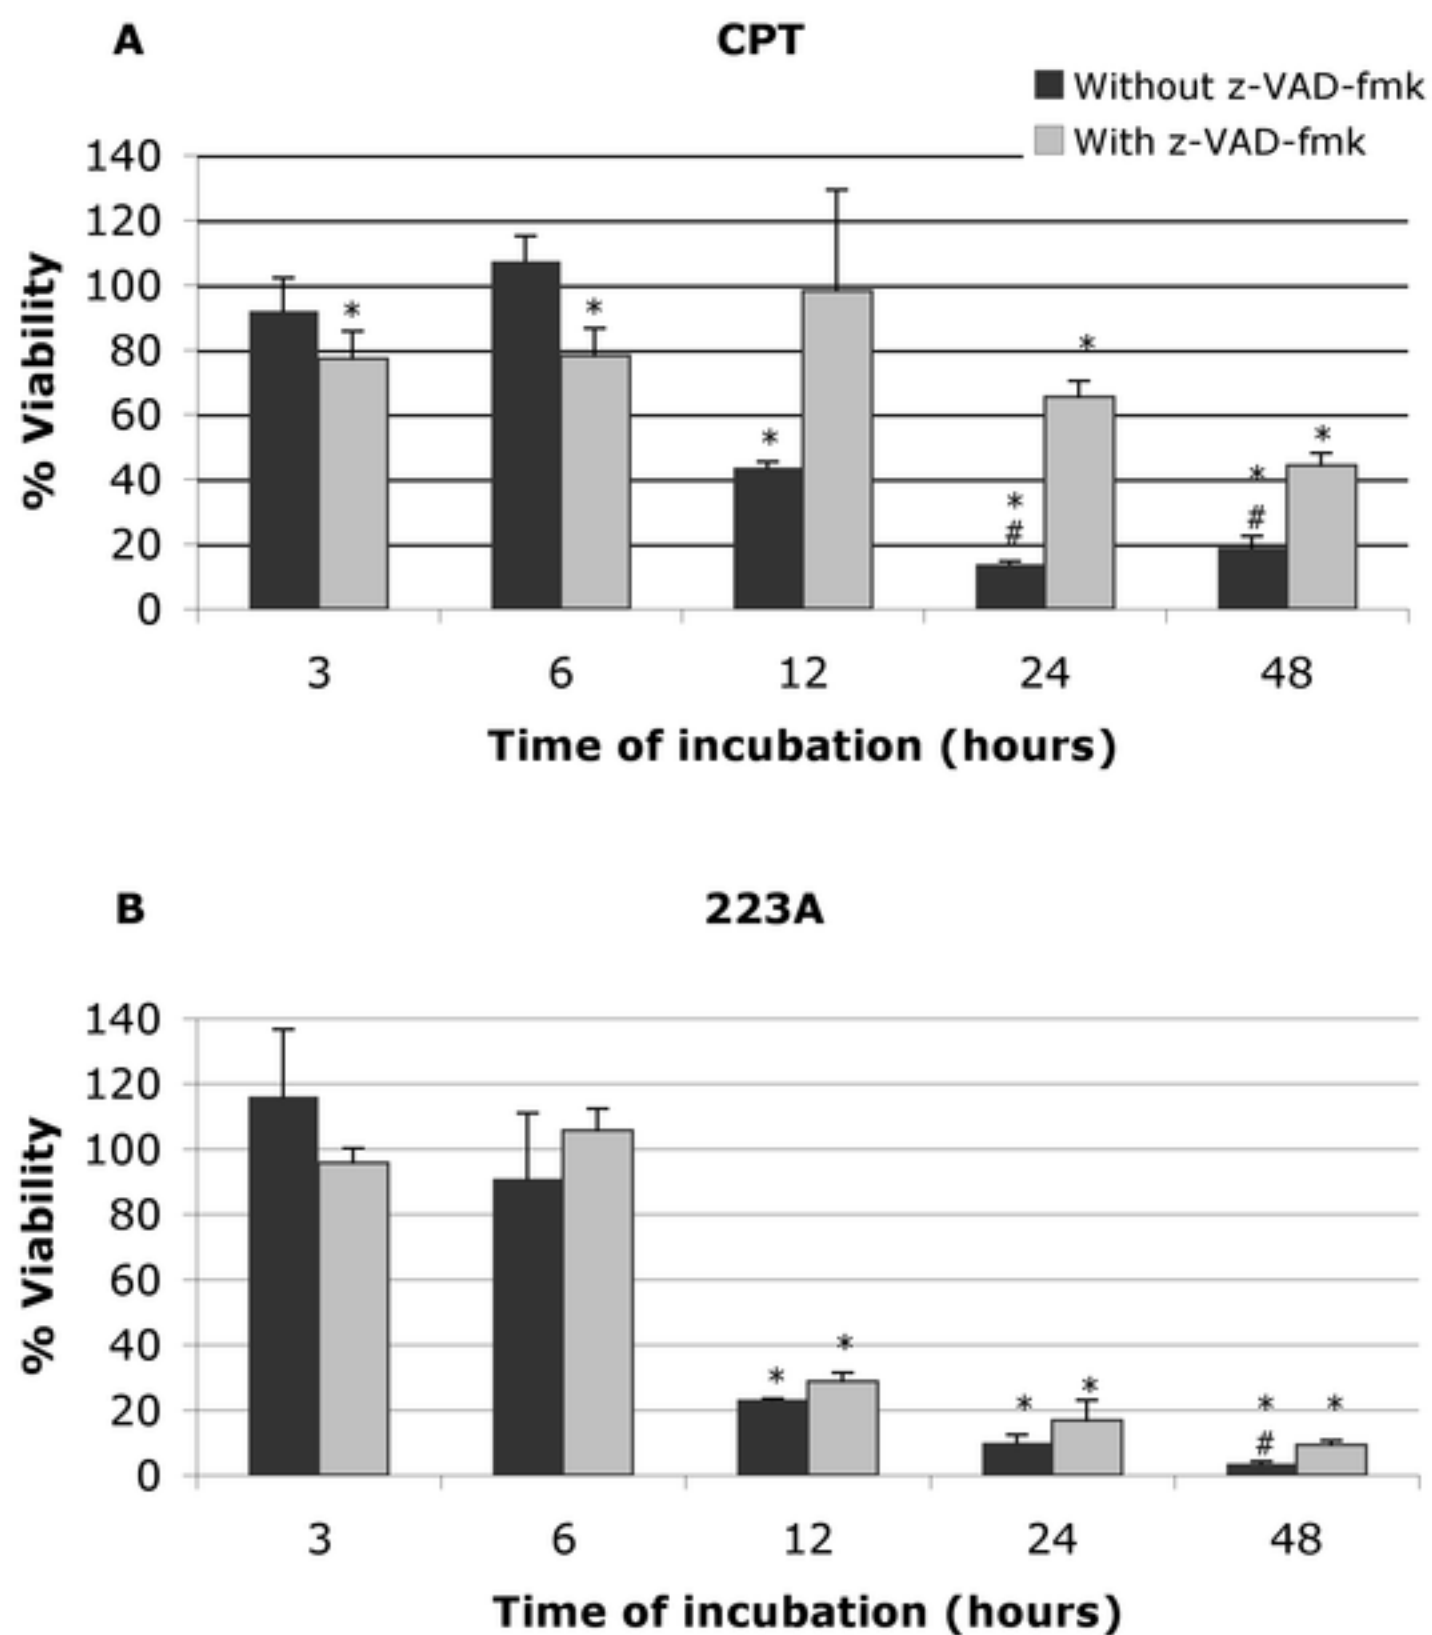 A CPT
Without z-VAD-fmk
With z-VAD-fmk
% Viability
140
120
100
80
60
40
20
0
* * * * # * * # *
3 6 12 24 48
Time of incubation (hours)
B 223A
% Viability
140
120
100
80
60
40
20
0
* * * * * # *
3 6 12 24 48
Time of incubation (hours)